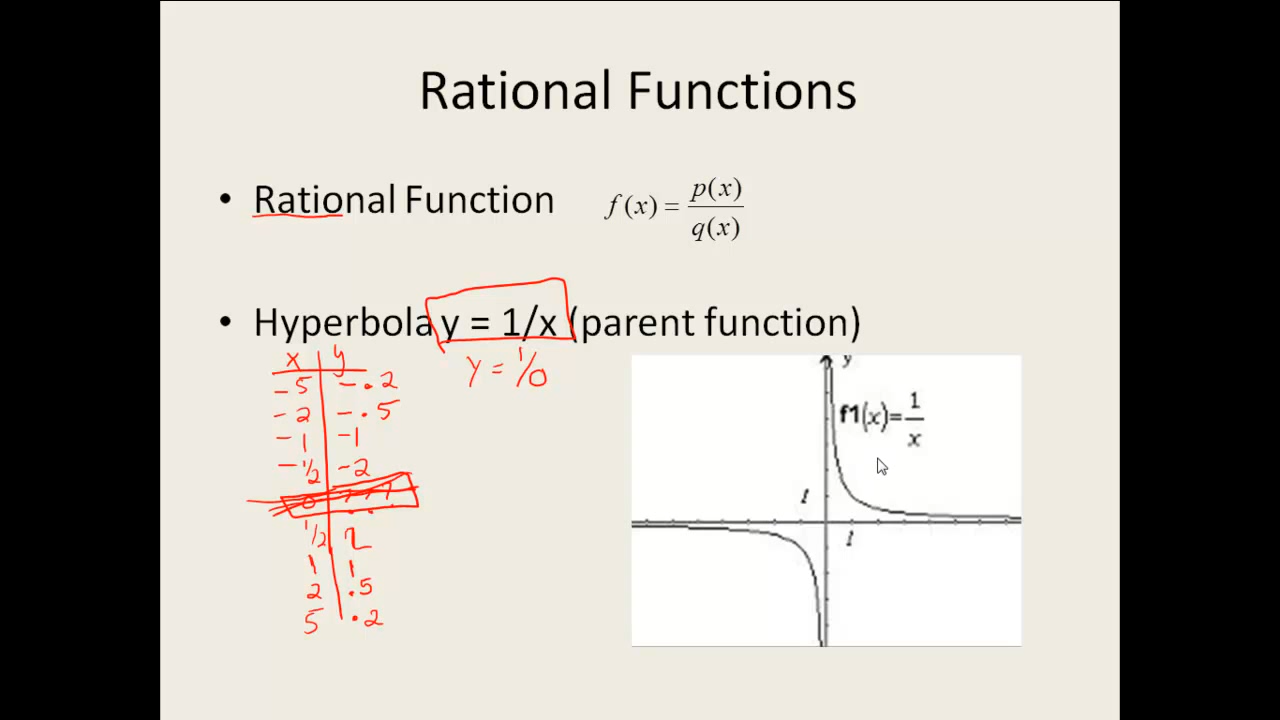 Rational Functions
• Rational Function f(x) = p(x)/q(x)
• Hyperbola y = 1/x (parent function)
y = 1/0
x y
-5 -.2
-2 -.5
-1 -1
-1/2 -2
0 ???
1/2 2
1 1
2 .5
5 .2
y
f1(x)=1/x
1
1